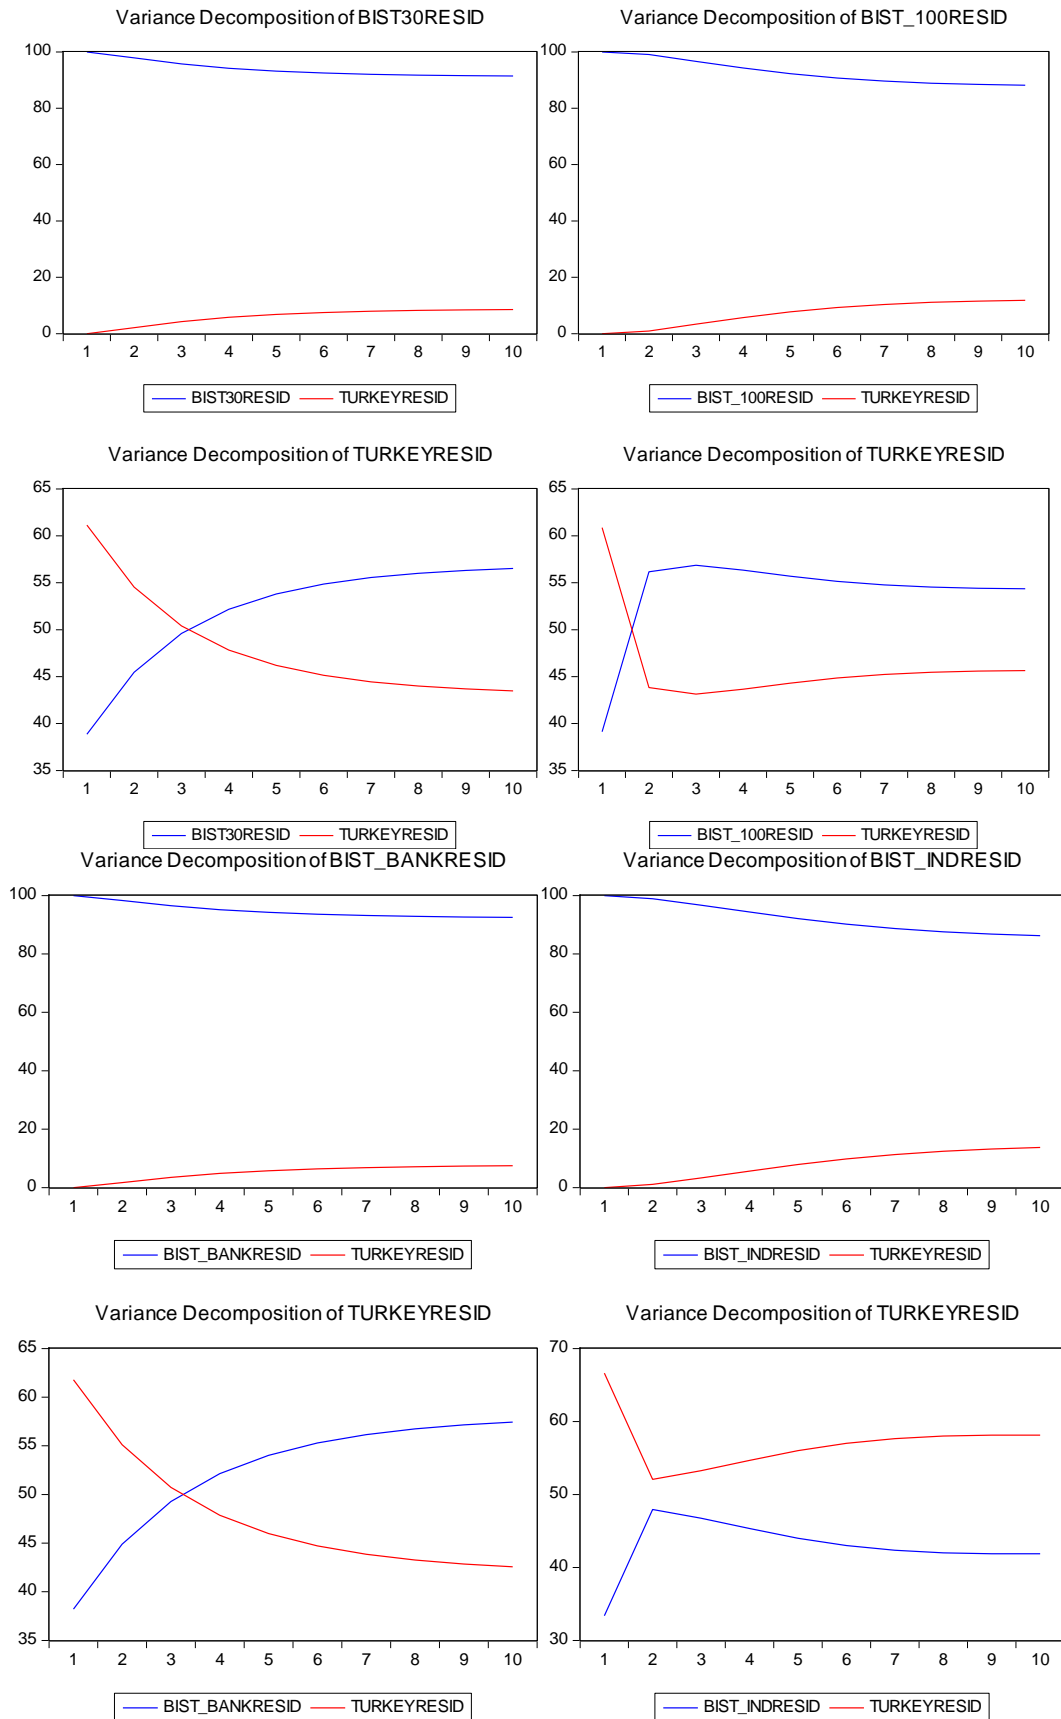 Variance Decomposition of BIST30RESID
100
80
60
40
20
0
1 2 3 4 5 6 7 8 9 10
BIST30RESID TURKEYRESID
Variance Decomposition of BIST_100RESID
100
80
60
40
20
0
1 2 3 4 5 6 7 8 9 10
BIST_100RESID TURKEYRESID
Variance Decomposition of TURKEYRESID
65
60
55
50
45
40
35
1 2 3 4 5 6 7 8 9 10
BIST30RESID TURKEYRESID
Variance Decomposition of TURKEYRESID
65
60
55
50
45
40
35
1 2 3 4 5 6 7 8 9 10
BIST_100RESID TURKEYRESID
Variance Decomposition of BIST_BANKRESID
100
80
60
40
20
0
1 2 3 4 5 6 7 8 9 10
BIST_BANKRESID TURKEYRESID
Variance Decomposition of BIST_INDRESID
100
80
60
40
20
0
1 2 3 4 5 6 7 8 9 10
BIST_INDRESID TURKEYRESID
Variance Decomposition of TURKEYRESID
65
60
55
50
45
40
35
1 2 3 4 5 6 7 8 9 10
BIST_BANKRESID TURKEYRESID
Variance Decomposition of TURKEYRESID
70
60
50
40
30
1 2 3 4 5 6 7 8 9 10
BIST_INDRESID TURKEYRESID